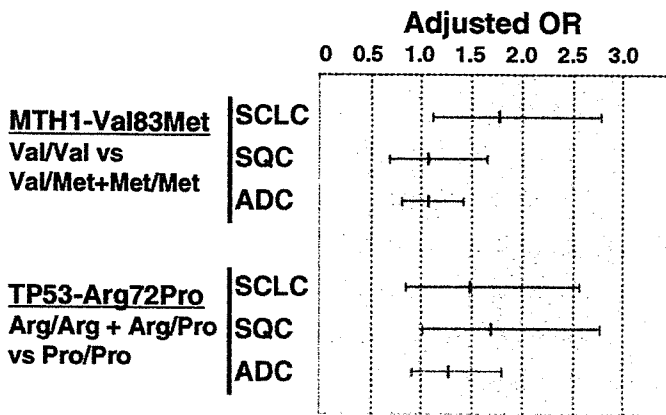 Adjusted OR
0 0.5 1.0 1.5 2.0 2.5 3.0
MTH1-Val83Met
Val/Val vs
Val/Met+Met/Met
SCLC
SQC
ADC
TP53-Arg72Pro
Arg/Arg + Arg/Pro
vs Pro/Pro
SCLC
SQC
ADC